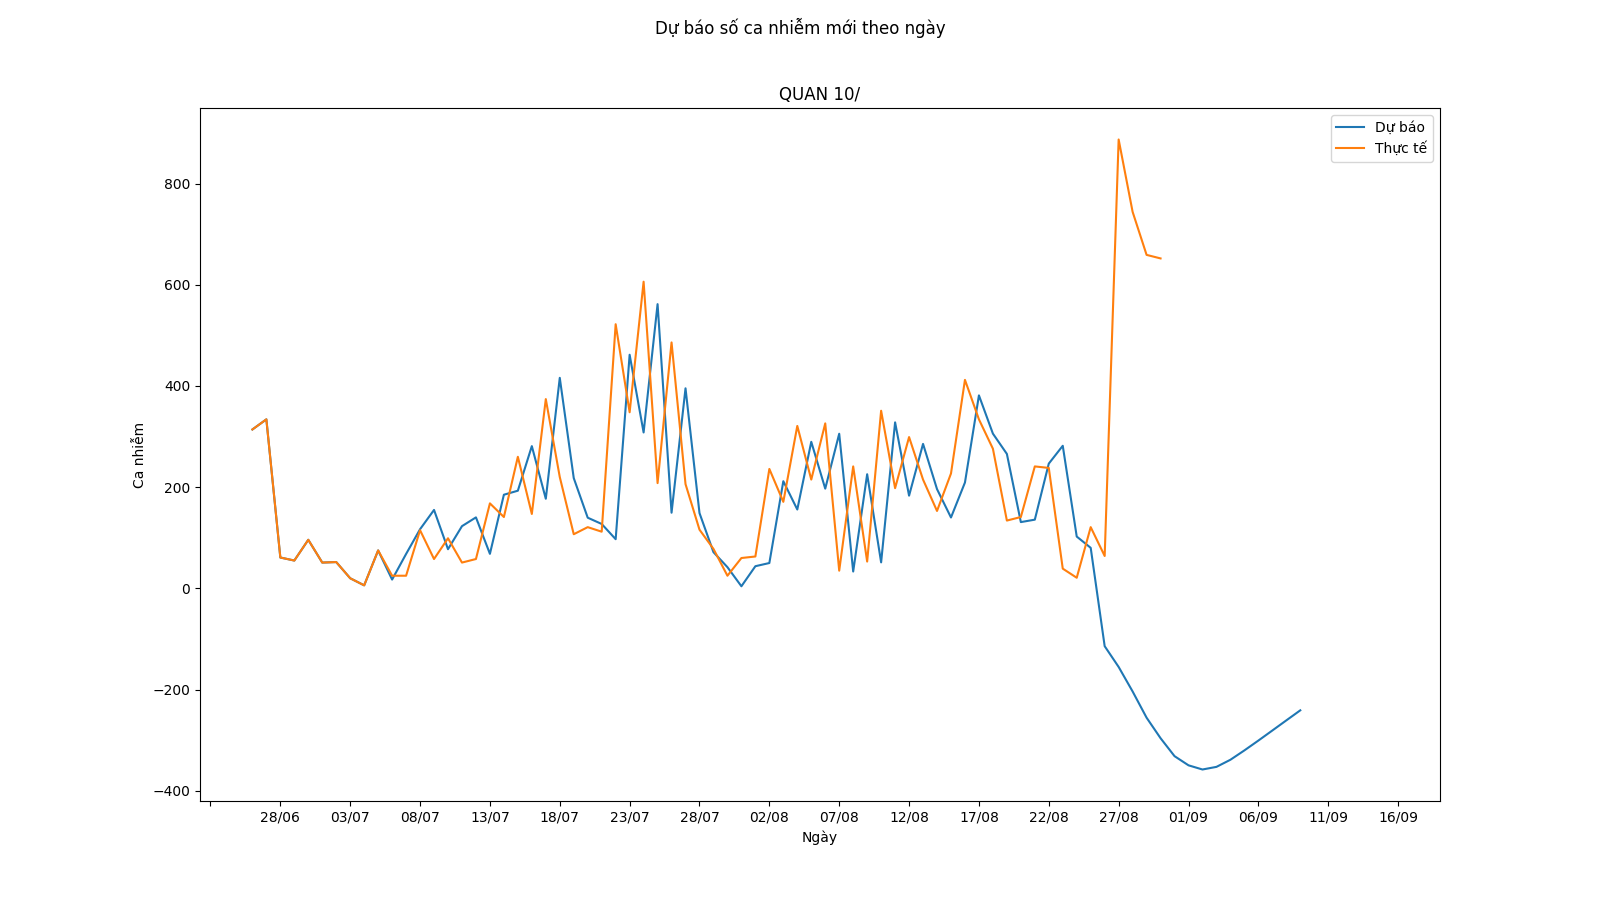 Dự báo số ca nhiễm mới theo ngày
QUAN 10/
Dự báo
Thực tế
Ca nhiễm
800
600
400
200
0
−200
−400
28/06 03/07 08/07 13/07 18/07 23/07 28/07 02/08 07/08 12/08 17/08 22/08 27/08 01/09 06/09 11/09 16/09
Ngày